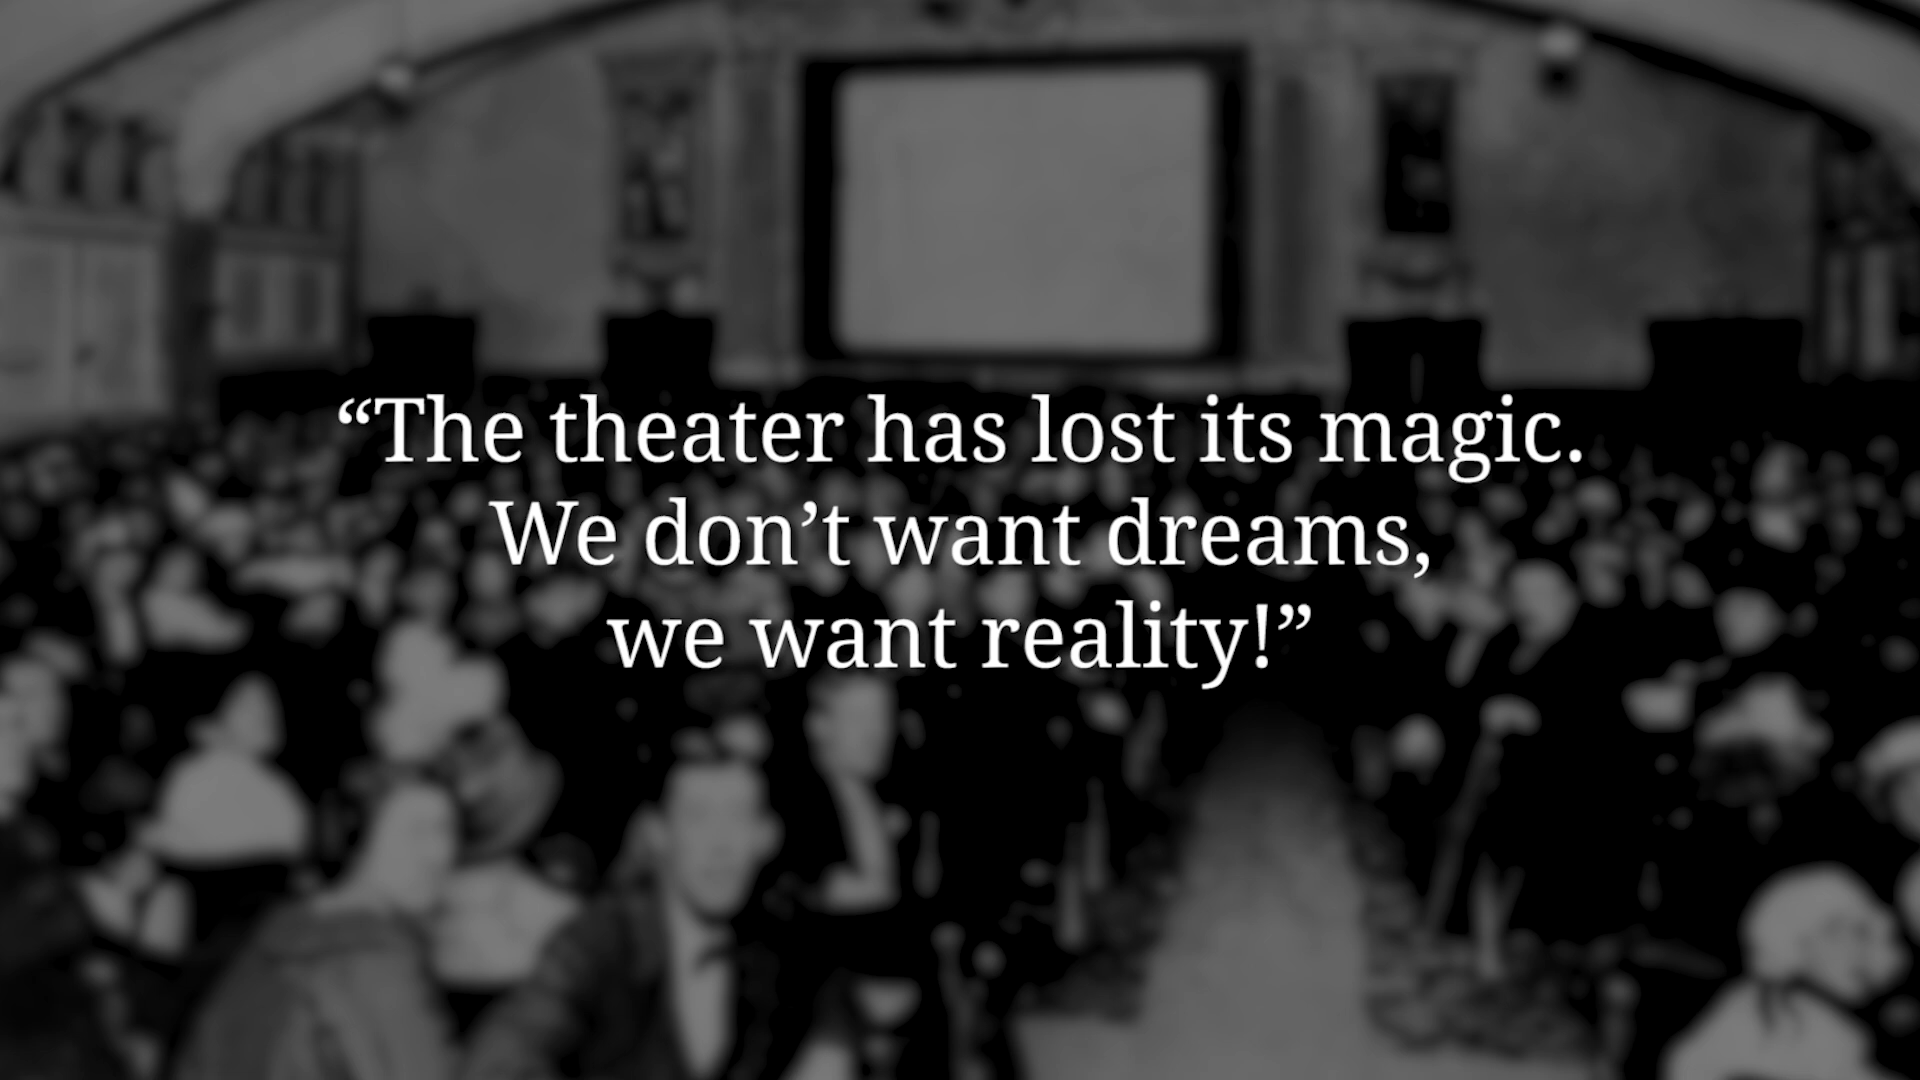 “The theater has lost its magic.
We don’t want dreams,
we want reality!”